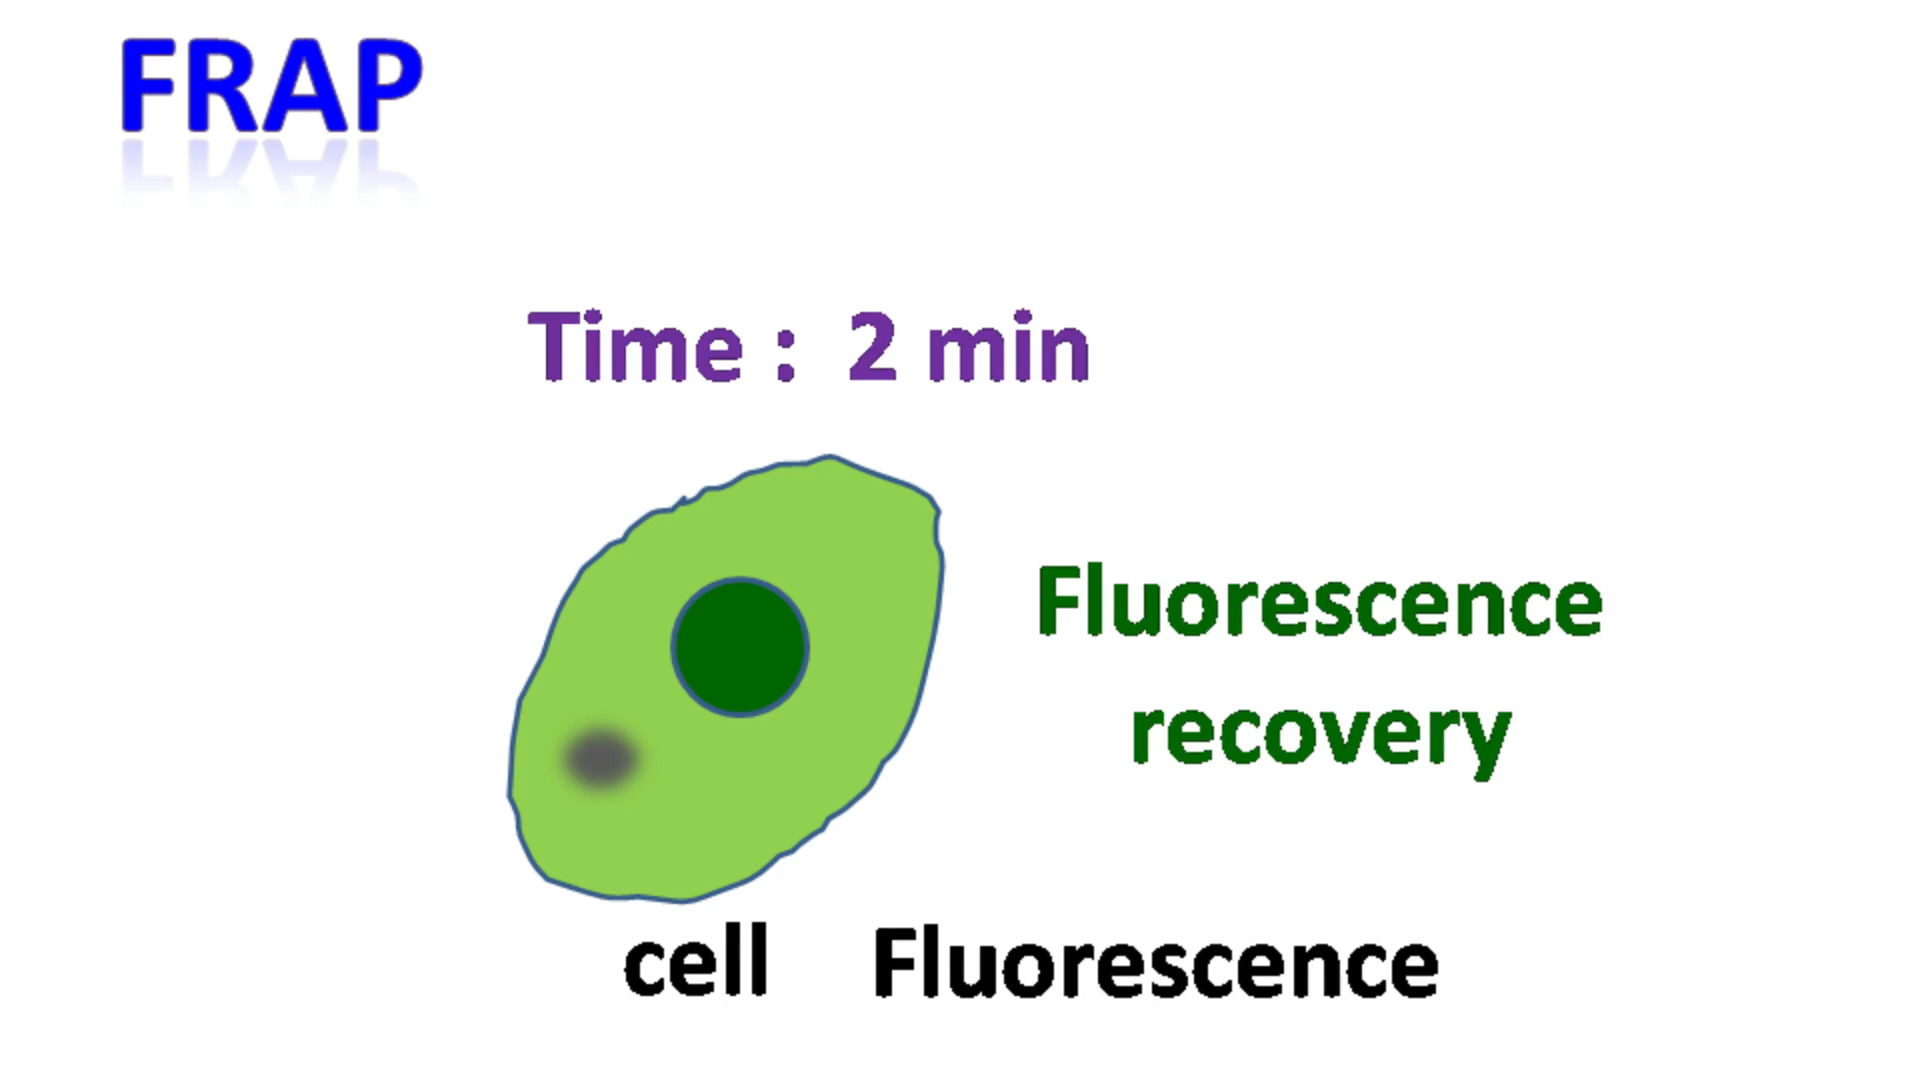 FRAP
Time :  2 min
Fluorescence
recovery
cell    Fluorescence